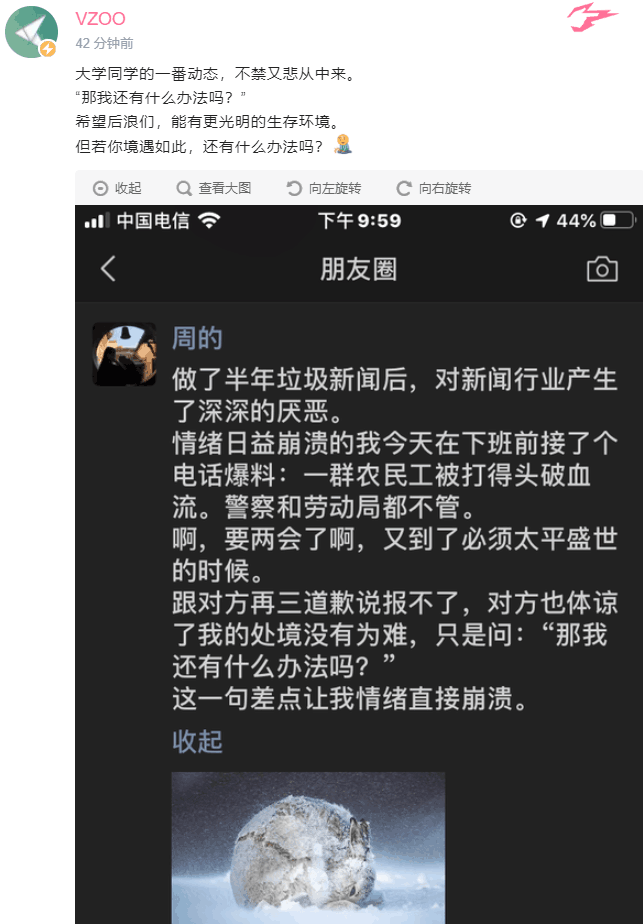 VZOO
42 分钟前
大学同学的一番动态，不禁又悲从中来。
“那我还有什么办法吗？”
希望后浪们，能有更光明的生存环境。
但若你境遇如此，还有什么办法吗？
收起 查看大图 向左旋转 向右旋转
中国电信 下午 9:59 44%
朋友圈
周的
做了半年垃圾新闻后，对新闻行业产生
了深深的厌恶。
情绪日益崩溃的我今天在下班前接了个
电话爆料：一群农民工被打得头破血
流。警察和劳动局都不管。
啊，要两会了啊，又到了必须太平盛世
的时候。
跟对方再三道歉说报不了，对方也体谅
了我的处境没有为难，只是问：“那我
还有什么办法吗？”
这一句差点让我情绪直接崩溃。
收起